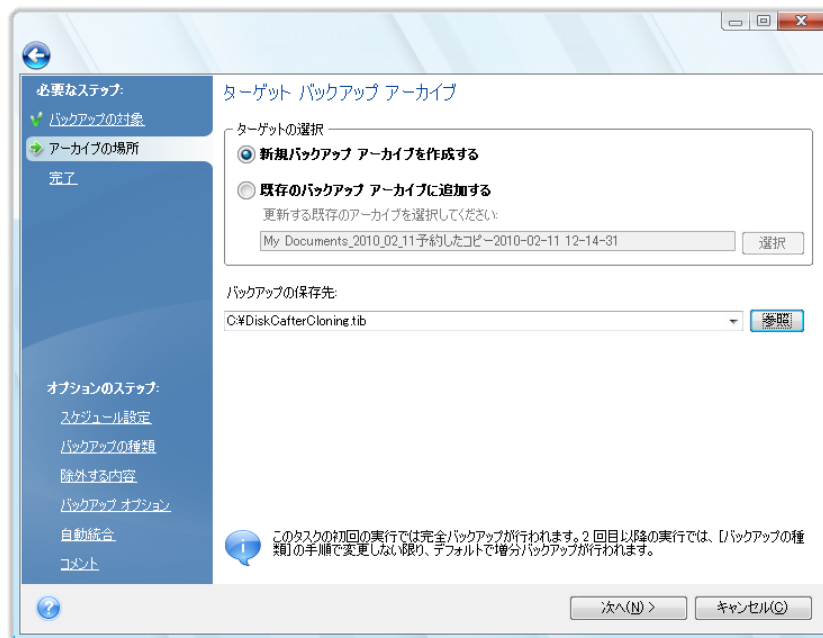 必要なステップ:
バックアップの対象
アーカイブの場所
完了
ターゲット バックアップ アーカイブ
ターゲットの選択
新規バックアップ アーカイブを作成する
既存のバックアップ アーカイブに追加する
更新する既存のアーカイブを選択してください:
My Documents_2010_02_11予約したコピー2010-02-11 12-14-31
選択
バックアップの保存先:
C:¥DiskCafterCloning.tib
参照
オプションのステップ:
スケジュール設定
バックアップの種類
除外する内容
バックアップ オプション
自動統合
コメント
このタスクの初回の実行では完全バックアップが行われます。2 回目以降の実行では、[バックアップの種
類]の手順で変更しない限り、デフォルトで増分バックアップが行われます。
次へ(N) >
キャンセル(C)